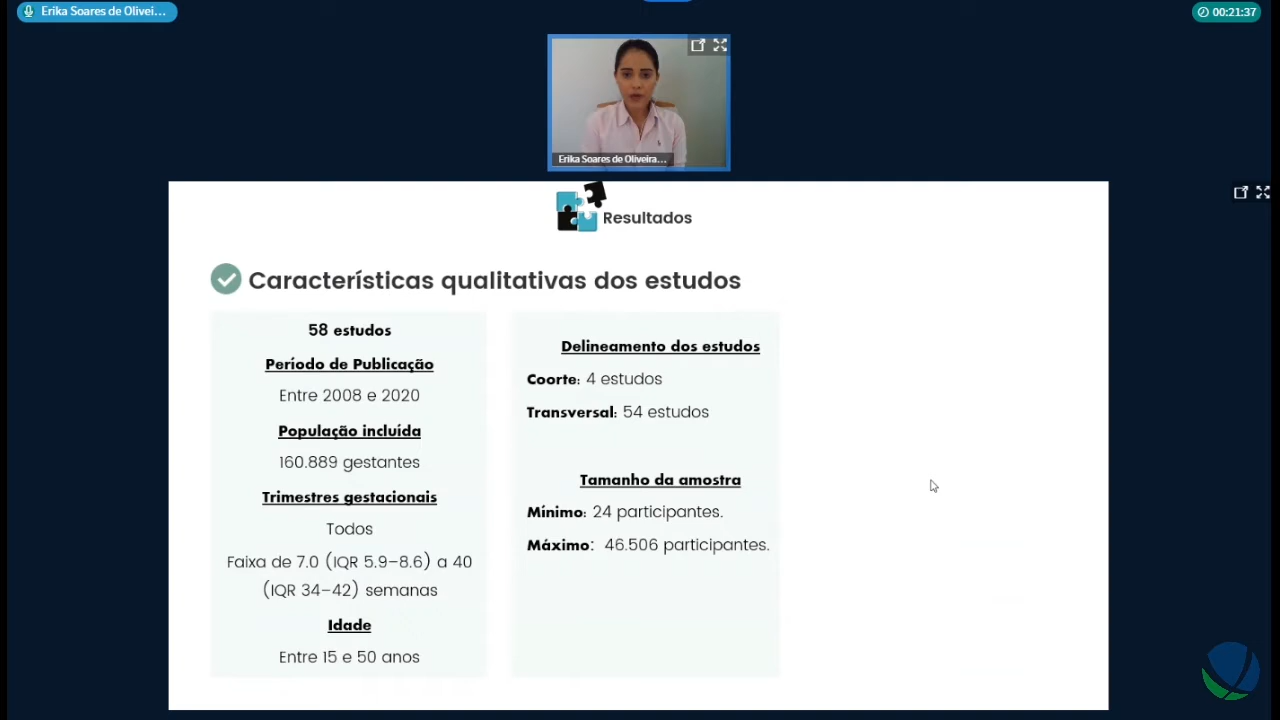 Erika Soares de Olivei...
00:21:37
Erika Soares de Oliveira...
Resultados
Características qualitativas dos estudos
58 estudos
Período de Publicação
Entre 2008 e 2020
População incluída
160.889 gestantes
Trimestres gestacionais
Todos
Faixa de 7.0 (IQR 5.9–8.6) a 40
(IQR 34–42) semanas
Idade
Entre 15 e 50 anos
Delineamento dos estudos
Coorte: 4 estudos
Transversal: 54 estudos
Tamanho da amostra
Mínimo: 24 participantes.
Máximo: 46.506 participantes.